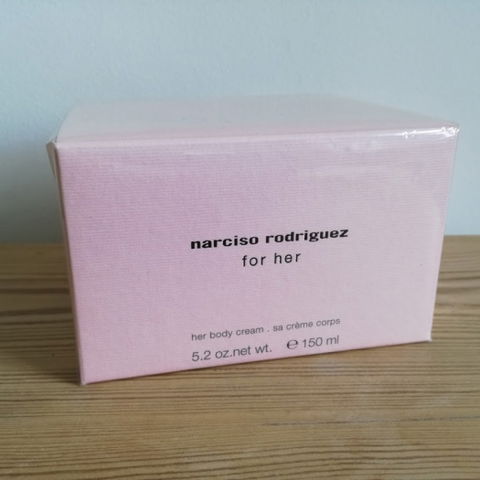 narciso rodriguez
for her
her body cream . sa crème corps
5.2 oz.net wt. ℮ 150 ml